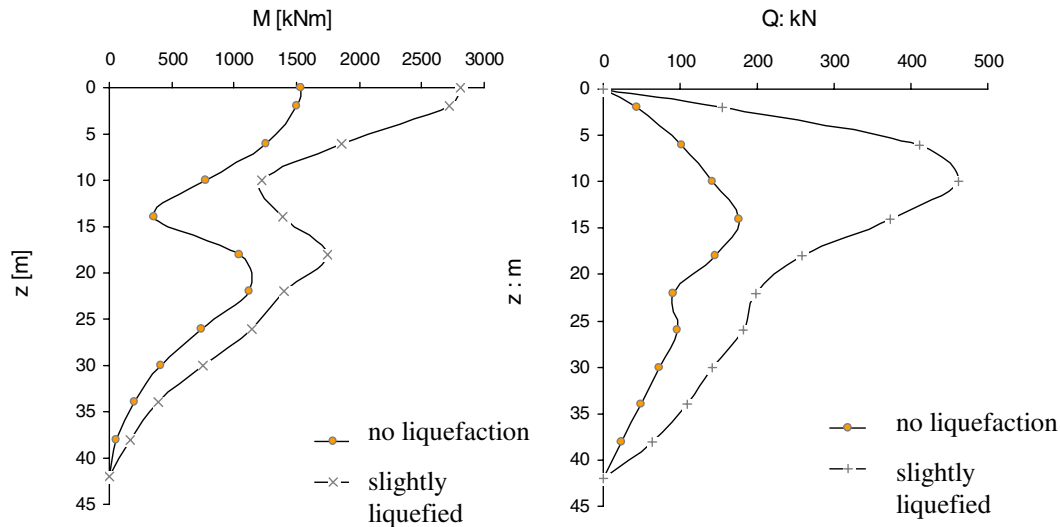 M [kNm]
0 500 1000 1500 2000 2500 3000
0
5
10
15
20
25
30
35
40
45
z [m]
no liquefaction
slightly
liquefied
Q: kN
0 100 200 300 400 500
0
5
10
15
20
25
30
35
40
45
z : m
no liquefaction
slightly
liquefied